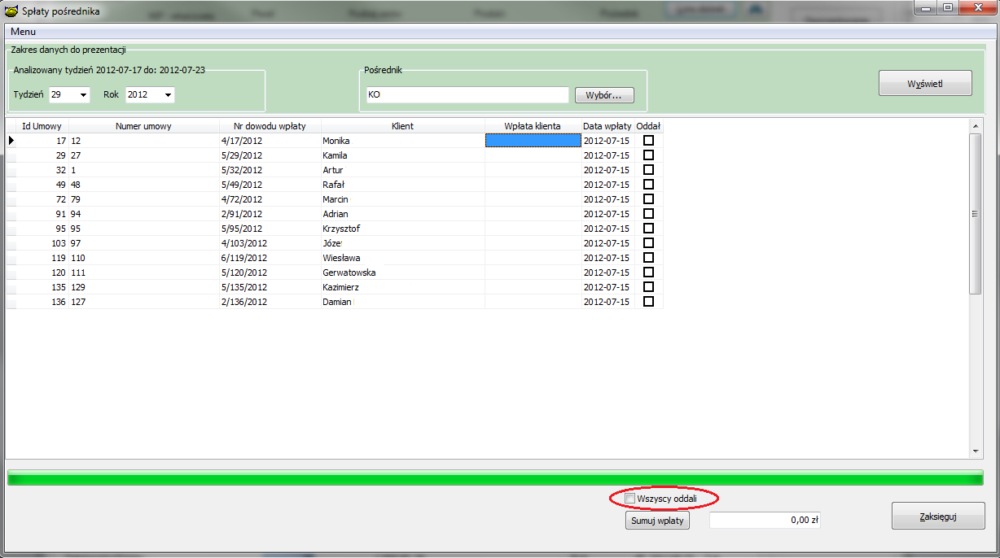 Spłaty pośrednika
Menu
Zakres danych do prezentacji
Analizowany tydzień 2012-07-17 do: 2012-07-23
Pośrednik
Tydzień 29 Rok 2012 KO Wybór... Wyświetl
Id Umowy Numer umowy Nr dowodu wpłaty Klient Wpłata klienta Data wpłaty Oddał
17 12 4/17/2012 Monika 2012-07-15
29 27 5/29/2012 Kamila 2012-07-15
32 1 5/32/2012 Artur 2012-07-15
49 48 5/49/2012 Rafał 2012-07-15
72 79 4/72/2012 Marcin 2012-07-15
91 94 2/91/2012 Adrian 2012-07-15
95 95 5/95/2012 Krzysztof 2012-07-15
103 97 4/103/2012 Józef 2012-07-15
119 110 6/119/2012 Wiesława 2012-07-15
120 111 5/120/2012 Gerwatowska 2012-07-15
135 129 5/135/2012 Kazimierz 2012-07-15
136 127 2/136/2012 Damian 2012-07-15
Wszyscy oddali
Sumuj wpłaty 0,00 zł Zaksięguj